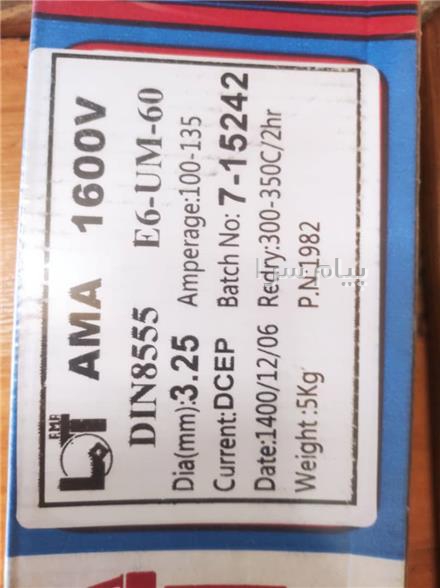 AMA 1600V
DIN8555 E6-UM-60
Dia(mm):3.25 Amperage:100-135
Current:DCEP Batch No: 7-15242
Date:1400/12/06 Redry:300-350C/2hr
Weight :5Kg P.N:1982
پیام سرا